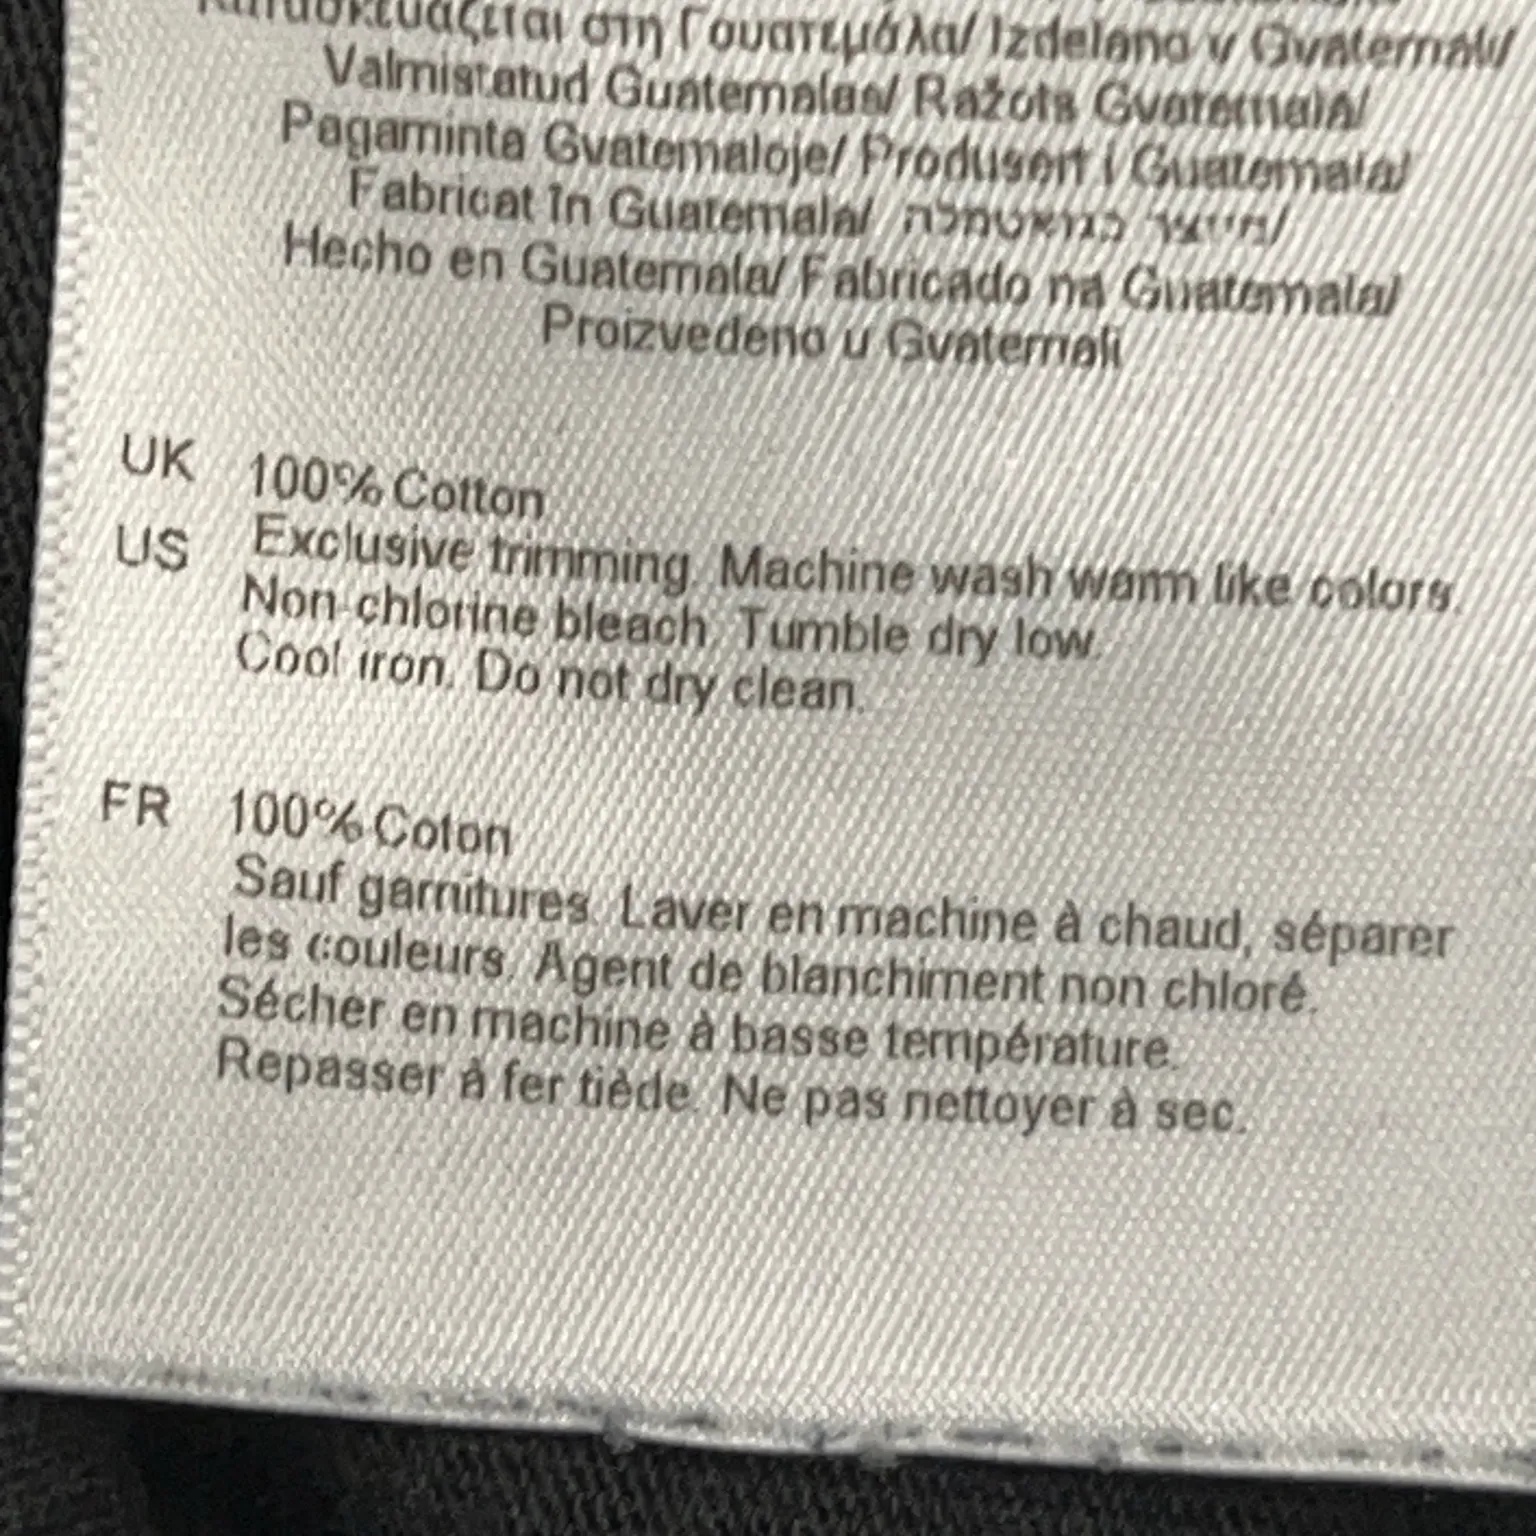 Κατασκευάζεται στη Γουατεμάλα/ Izdelano v Gvatemali/
Valmistatud Guatemalas/ Ražots Gvatemalā/
Pagaminta Gvatemaloje/ Produsert i Guatemala/
Fabricat în Guatemala/ מייצר בגואטמלה/
Hecho en Guatemala/ Fabricado na Guatemala/
Proizvedeno u Gvatemali
UK 100% Cotton
US Exclusive trimming. Machine wash warm like colors.
Non-chlorine bleach. Tumble dry low.
Cool iron. Do not dry clean.
FR 100% Coton
Sauf garnitures. Laver en machine à chaud, séparer
les couleurs. Agent de blanchiment non chloré.
Sécher en machine à basse température.
Repasser à fer tiède. Ne pas nettoyer à sec.